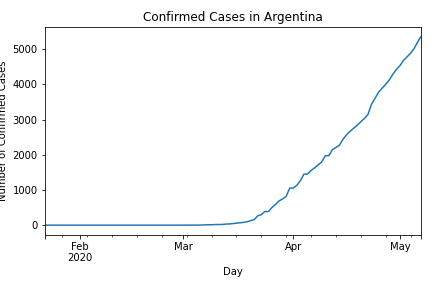 Confirmed Cases in Argentina
Number of Confirmed Cases
5000
4000
3000
2000
1000
0
Feb
2020
Mar
Apr
May
Day